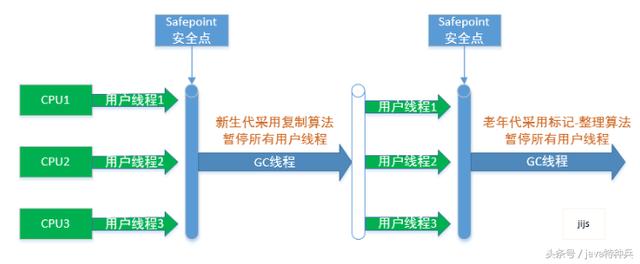 Safepoint
安全点
Safepoint
安全点
CPU1
用户线程1
用户线程1
新生代采用复制算法
暂停所有用户线程
老年代采用标记-整理算法
暂停所有用户线程
CPU2
用户线程2
GC线程
用户线程2
GC线程
CPU3
用户线程3
用户线程3
jijs
头条号 / java特种兵